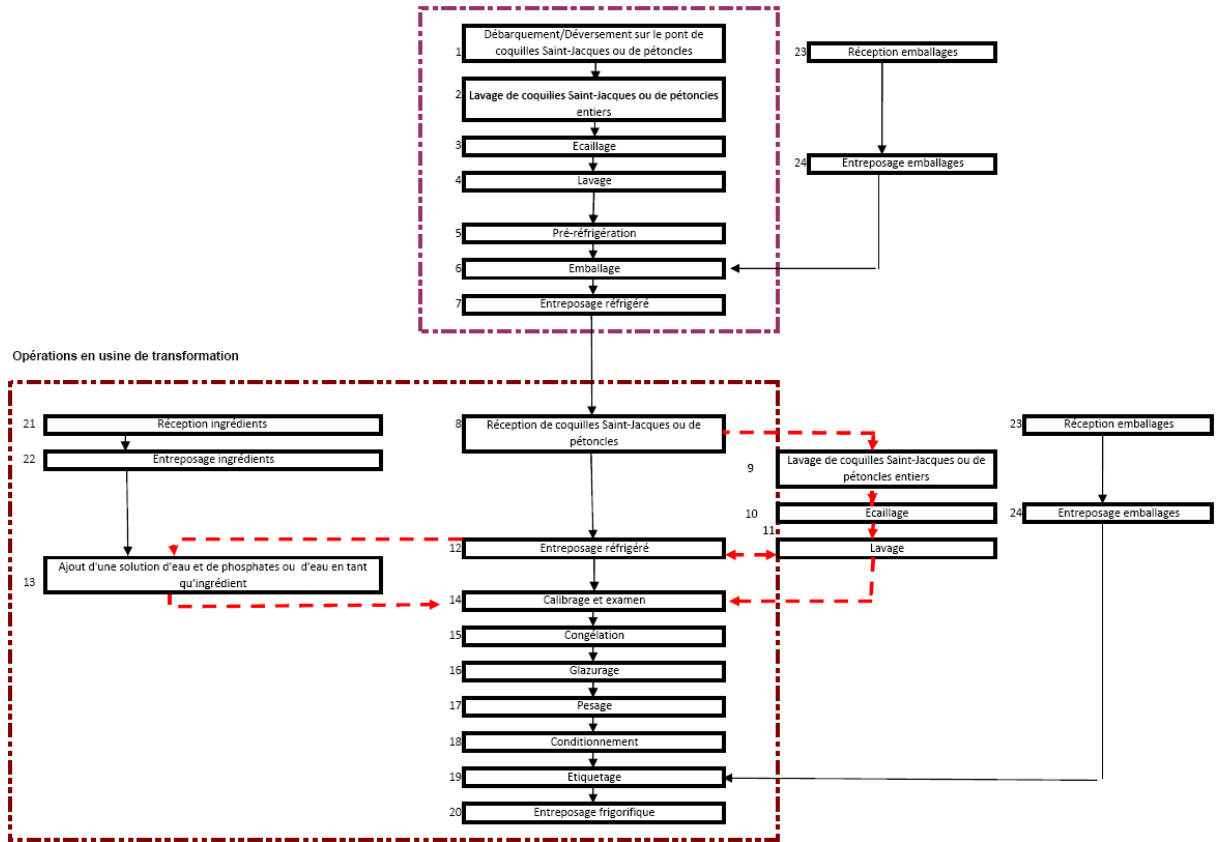 1
Débarquement/Déversement sur le pont de
coquilles Saint-Jacques ou de pétoncles
2
Lavage de coquilles Saint-Jacques ou de pétoncles
entiers
3
Ecaillage
4
Lavage
5
Pré-réfrigération
6
Emballage
7
Entreposage réfrigéré
23
Réception emballages
24
Entreposage emballages
Opérations en usine de transformation
21
Réception ingrédients
22
Entreposage ingrédients
13
Ajout d'une solution d'eau et de phosphates ou d'eau en tant
qu'ingrédient
8
Réception de coquilles Saint-Jacques ou de
pétoncles
9
Lavage de coquilles Saint-Jacques ou de
pétoncles entiers
10
Ecaillage
11
Lavage
12
Entreposage réfrigéré
14
Calibrage et examen
15
Congélation
16
Glazurage
17
Pesage
18
Conditionnement
19
Etiquetage
20
Entreposage frigorifique
23
Réception emballages
24
Entreposage emballages